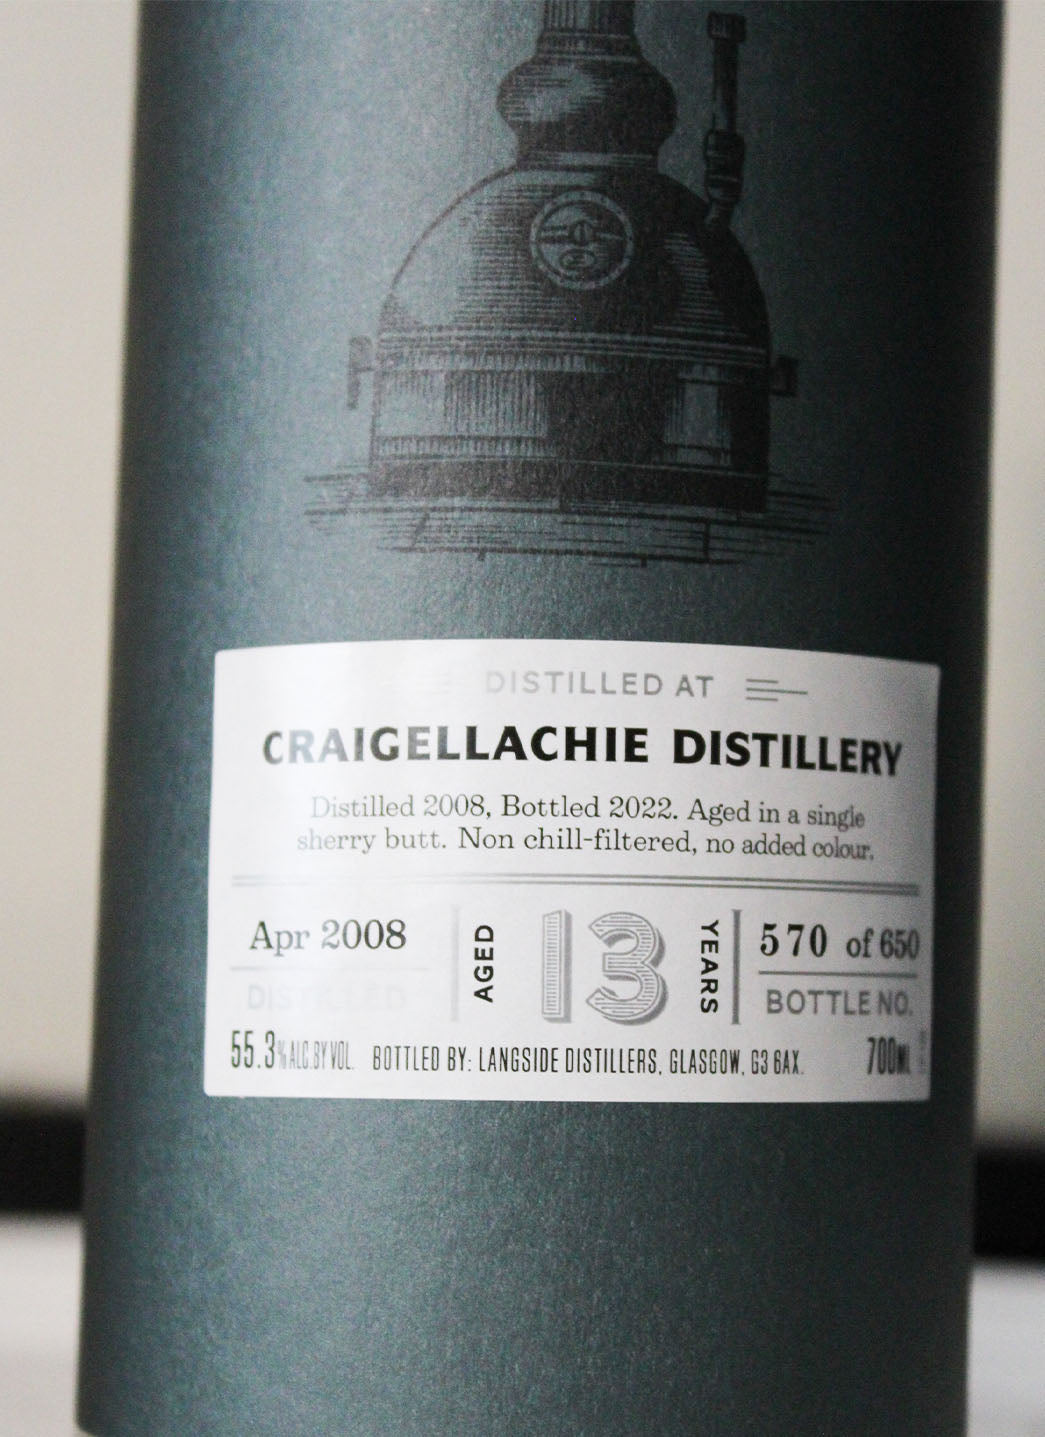 DISTILLED AT
CRAIGELLACHIE DISTILLERY
Distilled 2008, Bottled 2022. Aged in a single
sherry butt. Non chill-filtered, no added colour.
Apr 2008
DISTILLED
AGED
13
YEARS
570 of 650
BOTTLE NO.
55.3% ALC.BY VOL. BOTTLED BY: LANGSIDE DISTILLERS, GLASGOW, G3 6AX. 700ML